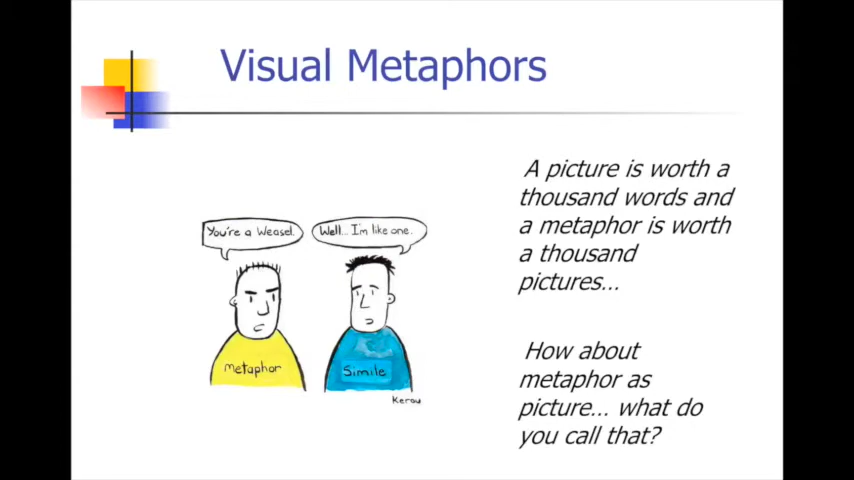 Visual Metaphors
You're a Weasel.
Well... I'm like one.
metaphor
Simile
Kerou
A picture is worth a
thousand words and
a metaphor is worth
a thousand
pictures…
How about
metaphor as
picture… what do
you call that?